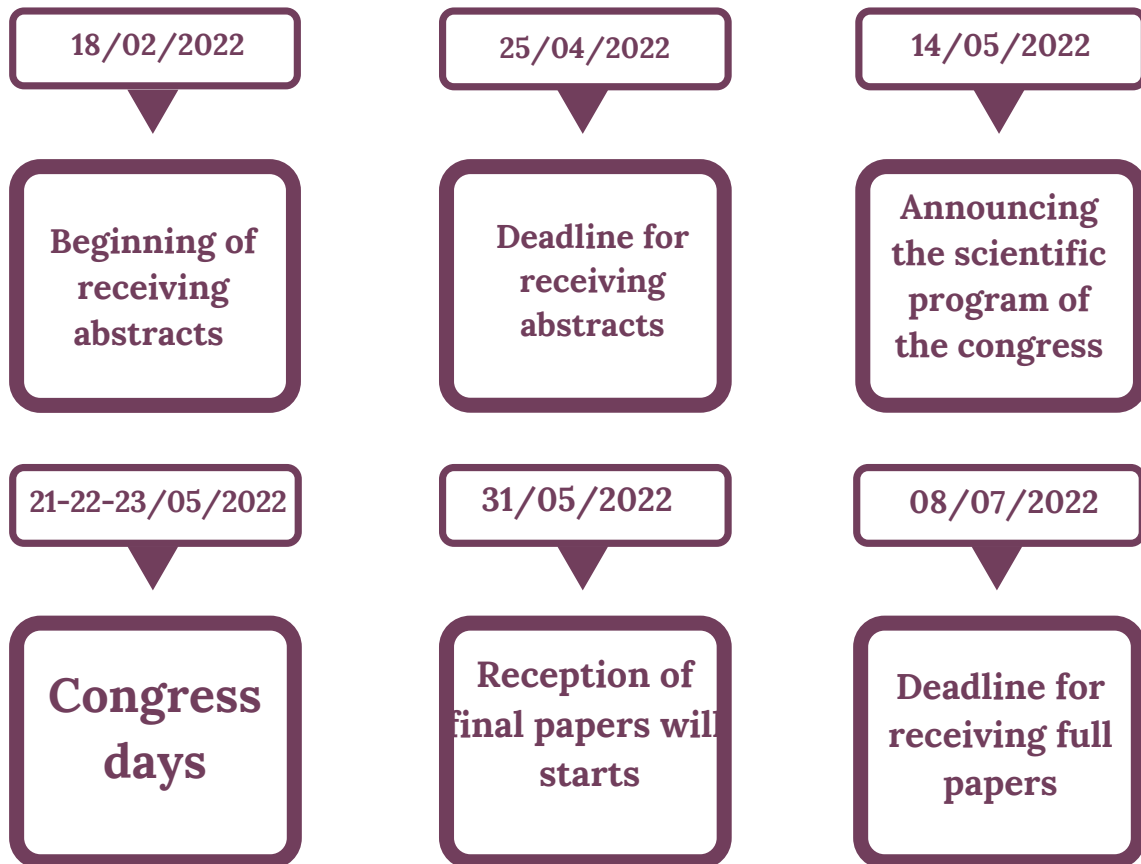 18/02/2022
Beginning of
receiving
abstracts
25/04/2022
Deadline for
receiving
abstracts
14/05/2022
Announcing
the scientific
program of
the congress
21-22-23/05/2022
Congress
days
31/05/2022
Reception of
final papers will
starts
08/07/2022
Deadline for
receiving full
papers